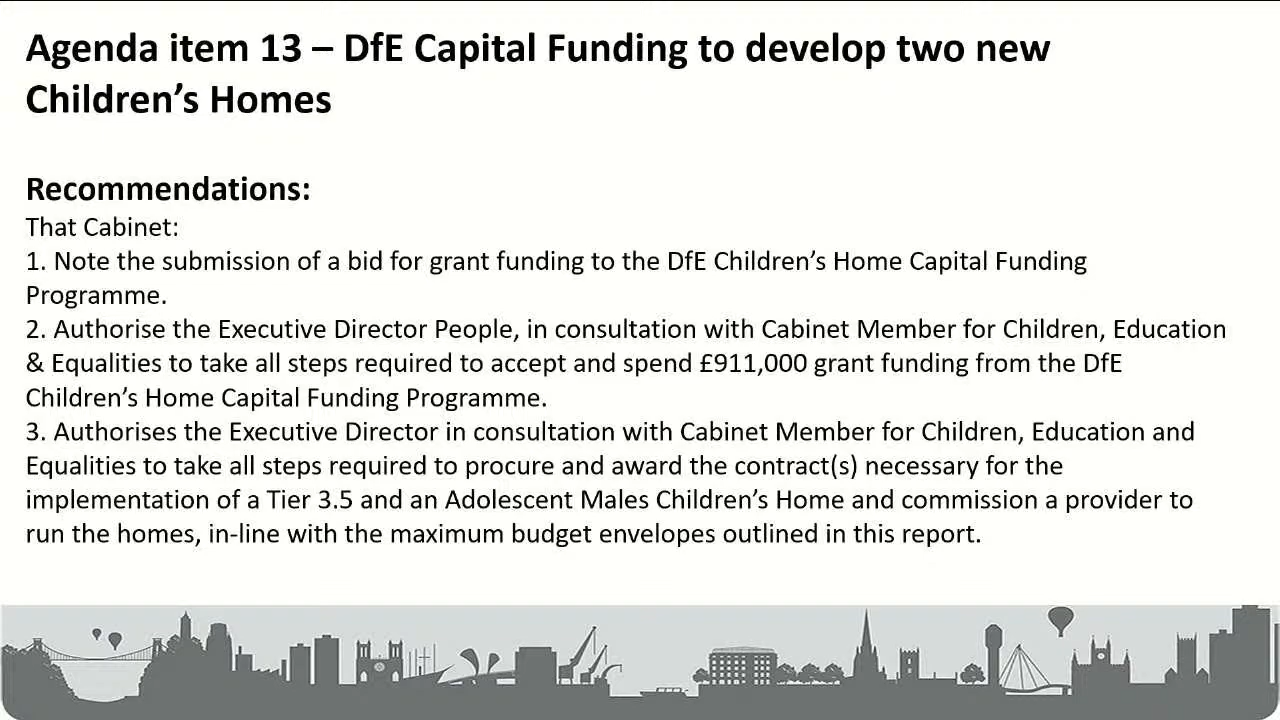 Agenda item 13 – DfE Capital Funding to develop two new
Children’s Homes
Recommendations:
That Cabinet:
1. Note the submission of a bid for grant funding to the DfE Children’s Home Capital Funding
Programme.
2. Authorise the Executive Director People, in consultation with Cabinet Member for Children, Education
& Equalities to take all steps required to accept and spend £911,000 grant funding from the DfE
Children’s Home Capital Funding Programme.
3. Authorises the Executive Director in consultation with Cabinet Member for Children, Education and
Equalities to take all steps required to procure and award the contract(s) necessary for the
implementation of a Tier 3.5 and an Adolescent Males Children’s Home and commission a provider to
run the homes, in-line with the maximum budget envelopes outlined in this report.